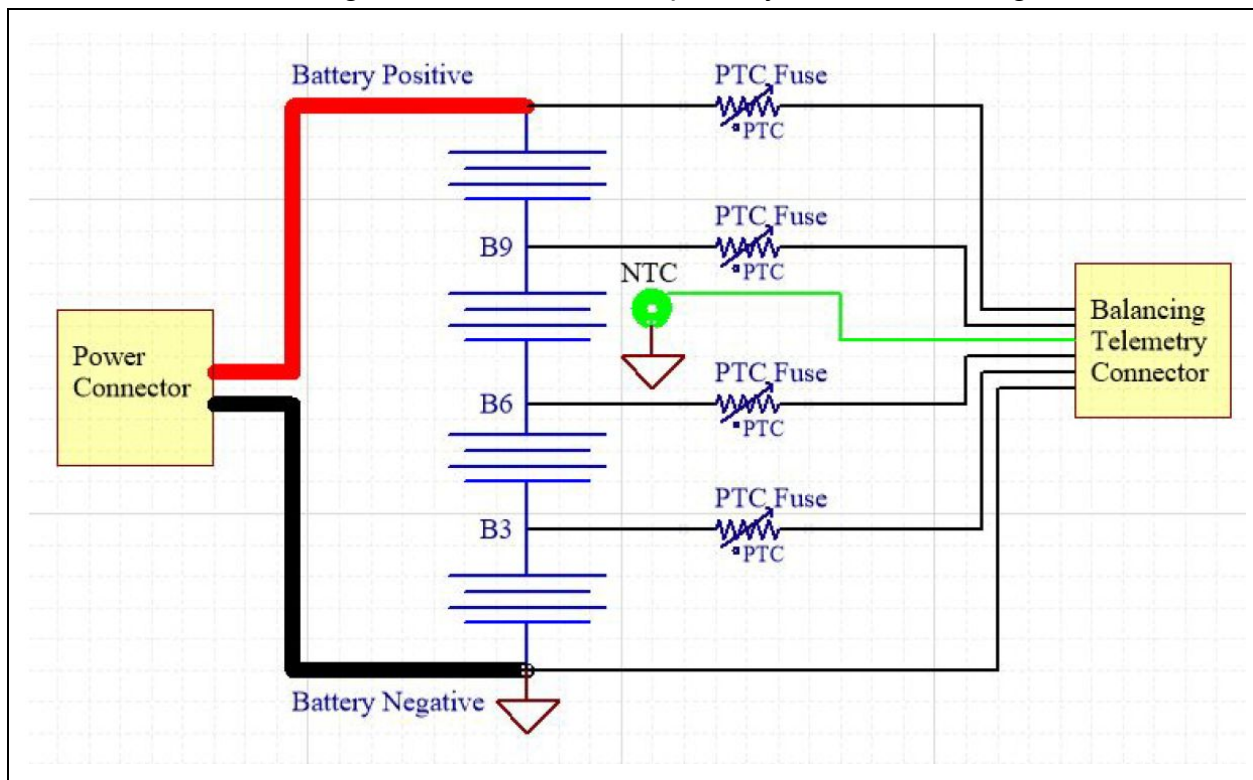 Battery Positive
PTC Fuse
PTC
B9
PTC Fuse
PTC
NTC
Power
Connector
Balancing
Telemetry
Connector
B6
PTC Fuse
PTC
B3
PTC Fuse
PTC
Battery Negative